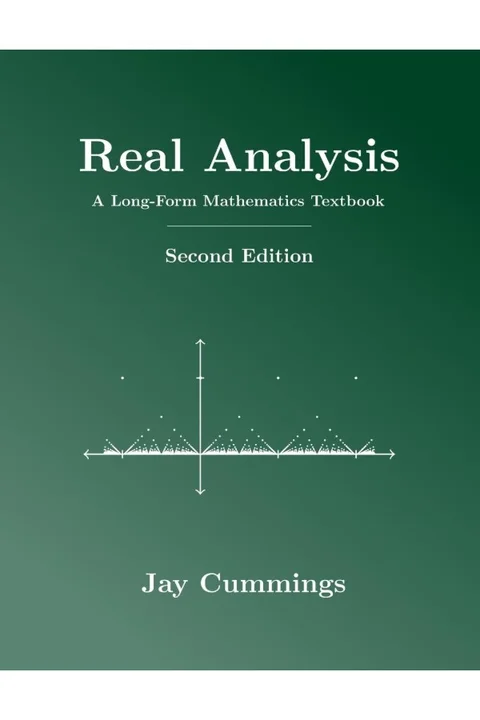 Real Analysis
A Long-Form Mathematics Textbook
Second Edition
Jay Cummings